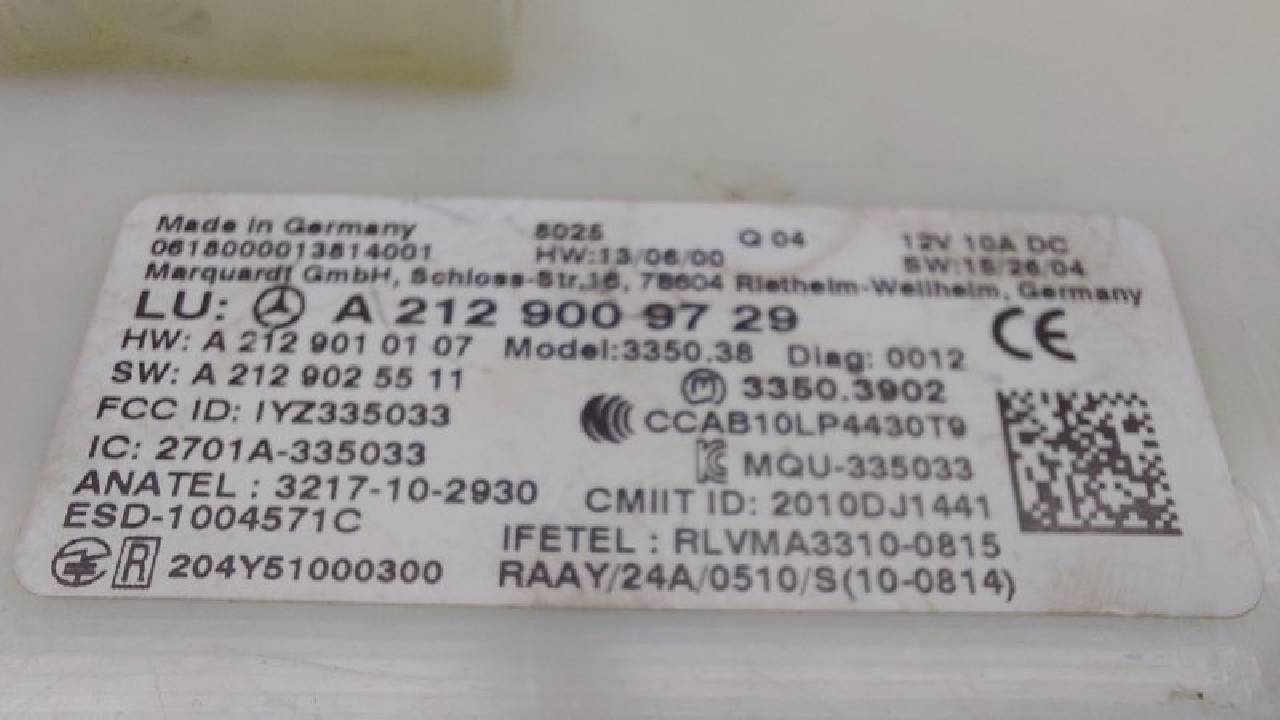 Made in Germany 8025 Q 04 12V 10A DC
0618000013814001 HW:13/06/00 SW:15/26/04
Marquardt GmbH, Schloss-Str.16, 78604 Rietheim-Weilheim, Germany
LU: A 212 900 97 29 CE
HW: A 212 901 01 07 Model:3350.38 Diag: 0012
SW: A 212 902 55 11 M 3350.3902
FCC ID: IYZ335033 CCAB10LP4430T9
IC: 2701A-335033 MQU-335033
ANATEL : 3217-10-2930 CMIIT ID: 2010DJ1441
ESD-1004571C IFETEL : RLVMA3310-0815
R 204Y51000300 RAAY/24A/0510/S(10-0814)